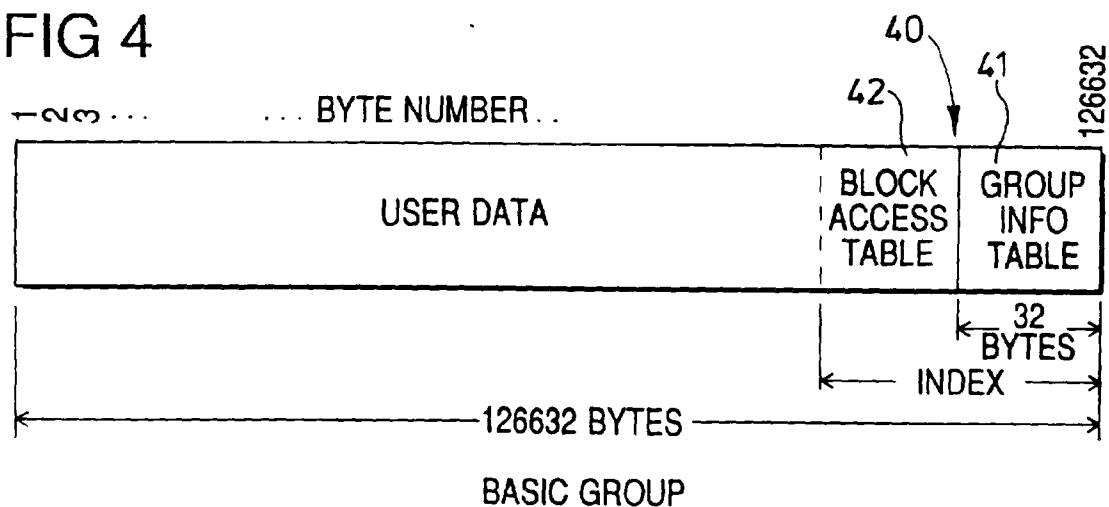 FIG 4
40
41
42
126632
1 2 3 ... ... BYTE NUMBER ..
USER DATA
BLOCK
ACCESS
TABLE
GROUP
INFO
TABLE
32
BYTES
INDEX
126632 BYTES
BASIC GROUP